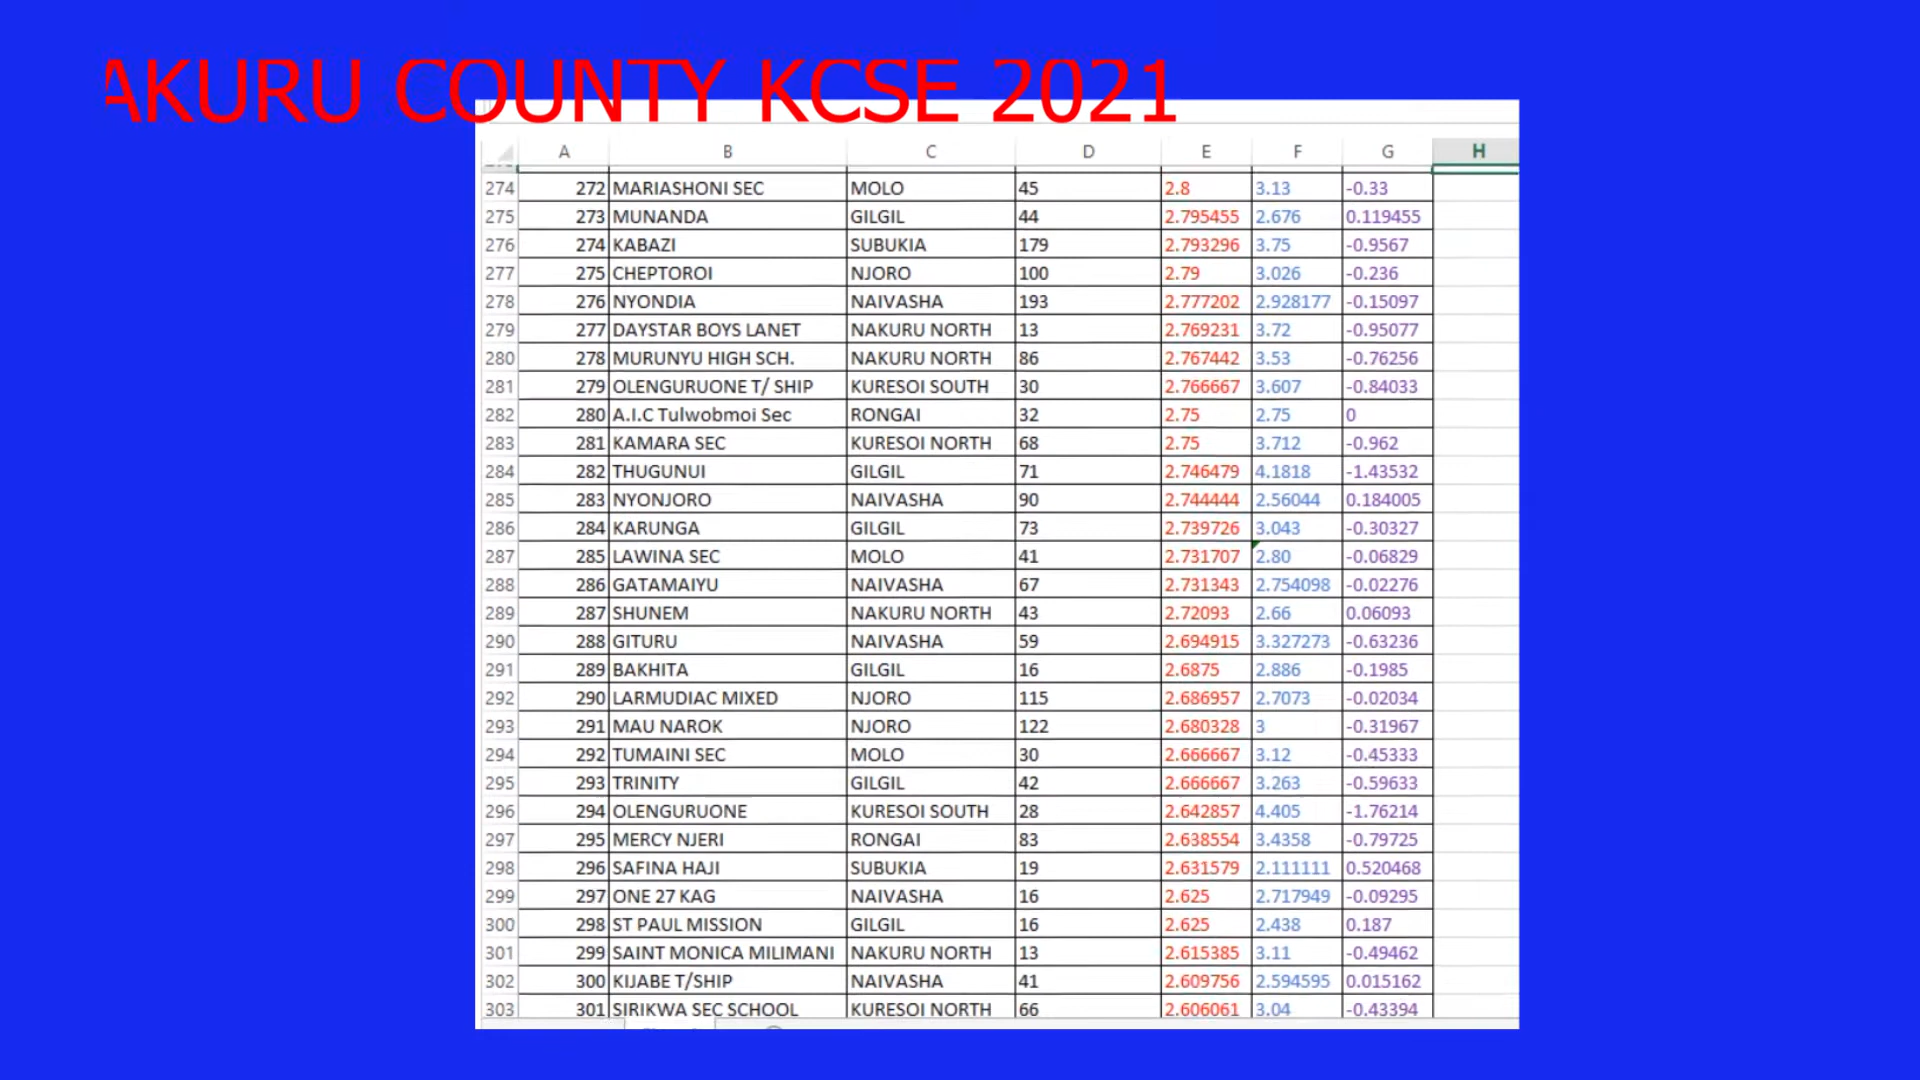 AKURU COUNTY KCSE 2021
A B C D E F G H
274 272 MARIASHONI SEC MOLO 45 2.8 3.13 -0.33
275 273 MUNANDA GILGIL 44 2.795455 2.676 0.119455
276 274 KABAZI SUBUKIA 179 2.793296 3.75 -0.9567
277 275 CHEPTOROI NJORO 100 2.79 3.026 -0.236
278 276 NYONDIA NAIVASHA 193 2.777202 2.928177 -0.15097
279 277 DAYSTAR BOYS LANET NAKURU NORTH 13 2.769231 3.72 -0.95077
280 278 MURUNYU HIGH SCH. NAKURU NORTH 86 2.767442 3.53 -0.76256
281 279 OLENGURUONE T/ SHIP KURESOI SOUTH 30 2.766667 3.607 -0.84033
282 280 A.I.C Tulwobmoi Sec RONGAI 32 2.75 2.75 0
283 281 KAMARA SEC KURESOI NORTH 68 2.75 3.712 -0.962
284 282 THUGUNUI GILGIL 71 2.746479 4.1818 -1.43532
285 283 NYONJORO NAIVASHA 90 2.744444 2.56044 0.184005
286 284 KARUNGA GILGIL 73 2.739726 3.043 -0.30327
287 285 LAWINA SEC MOLO 41 2.731707 2.80 -0.06829
288 286 GATAMAIYU NAIVASHA 67 2.731343 2.754098 -0.02276
289 287 SHUNEM NAKURU NORTH 43 2.72093 2.66 0.06093
290 288 GITURU NAIVASHA 59 2.694915 3.327273 -0.63236
291 289 BAKHITA GILGIL 16 2.6875 2.886 -0.1985
292 290 LARMUDIAC MIXED NJORO 115 2.686957 2.7073 -0.02034
293 291 MAU NAROK NJORO 122 2.680328 3 -0.31967
294 292 TUMAINI SEC MOLO 30 2.666667 3.12 -0.45333
295 293 TRINITY GILGIL 42 2.666667 3.263 -0.59633
296 294 OLENGURUONE KURESOI SOUTH 28 2.642857 4.405 -1.76214
297 295 MERCY NJERI RONGAI 83 2.638554 3.4358 -0.79725
298 296 SAFINA HAJI SUBUKIA 19 2.631579 2.111111 0.520468
299 297 ONE 27 KAG NAIVASHA 16 2.625 2.717949 -0.09295
300 298 ST PAUL MISSION GILGIL 16 2.625 2.438 0.187
301 299 SAINT MONICA MILIMANI NAKURU NORTH 13 2.615385 3.11 -0.49462
302 300 KIJABE T/SHIP NAIVASHA 41 2.609756 2.594595 0.015162
303 301 SIRIKWA SEC SCHOOL KURESOI NORTH 66 2.606061 3.04 -0.43394